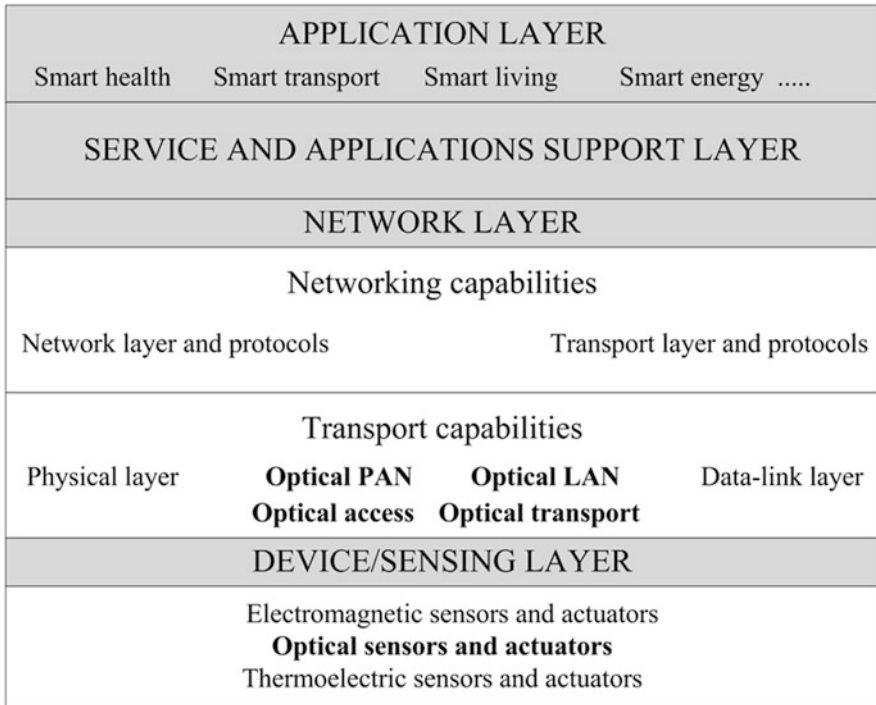 APPLICATION LAYER
Smart health Smart transport Smart living Smart energy .....
SERVICE AND APPLICATIONS SUPPORT LAYER
NETWORK LAYER
Networking capabilities
Network layer and protocols Transport layer and protocols
Transport capabilities
Physical layer Optical PAN Optical LAN Data-link layer
Optical access Optical transport
DEVICE/SENSING LAYER
Electromagnetic sensors and actuators
Optical sensors and actuators
Thermoelectric sensors and actuators